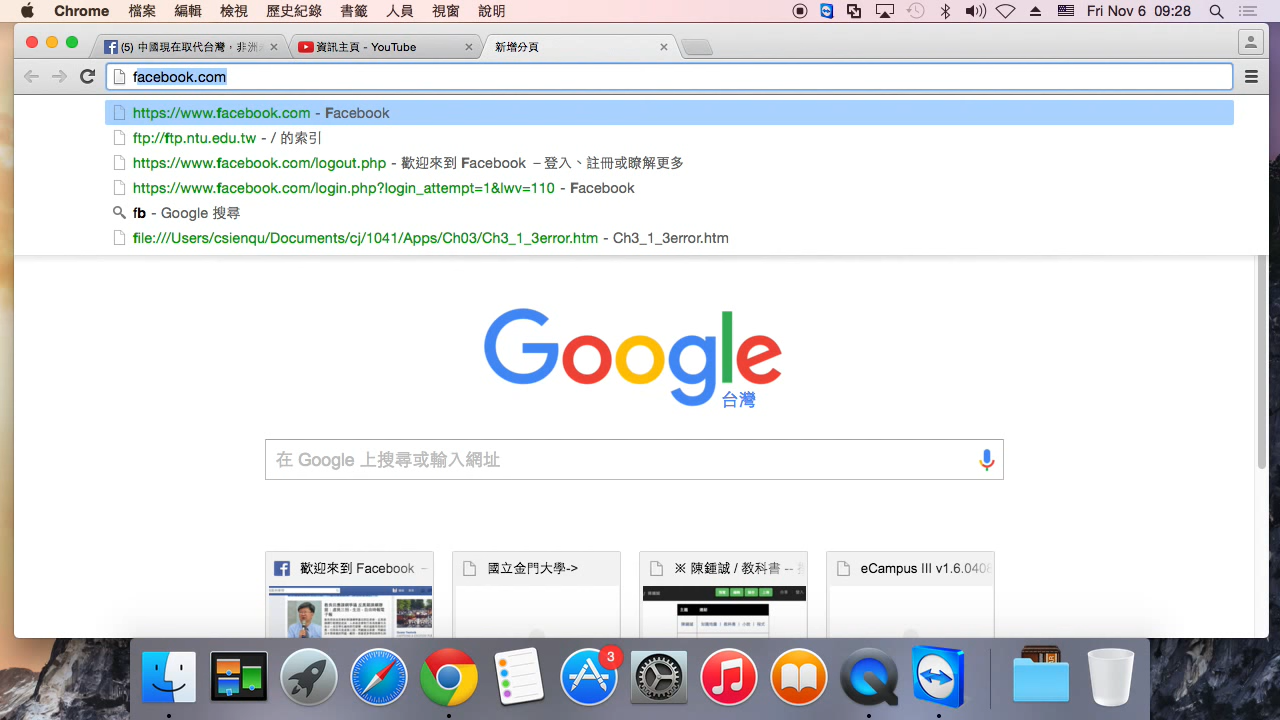 Chrome 檔案 編輯 檢視 歷史紀錄 書籤 人員 視窗 說明 Fri Nov 6 09:28
(5) 中國現在取代台灣，非洲 資訊主頁 - YouTube 新增分頁
facebook.com
https://www.facebook.com - Facebook
ftp://ftp.ntu.edu.tw - / 的索引
https://www.facebook.com/logout.php - 歡迎來到 Facebook － 登入、註冊或瞭解更多
https://www.facebook.com/login.php?login_attempt=1&lwv=110 - Facebook
fb - Google 搜尋
file:///Users/csienqu/Documents/cj/1041/Apps/Ch03/Ch3_1_3error.htm - Ch3_1_3error.htm
Google
台灣
在 Google 上搜尋或輸入網址
歡迎來到 Facebook － 國立金門大學-> ※ 陳鍾誠 / 教科書 -- eCampus III v1.6.0408
3